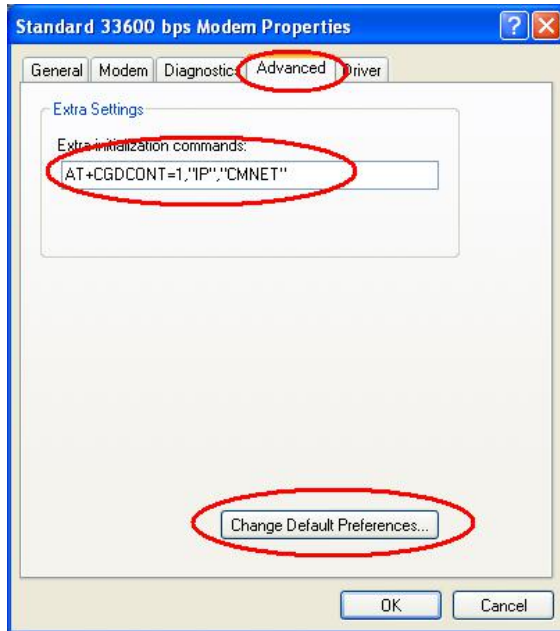 Standard 33600 bps Modem Properties
General Modem Diagnostics Advanced Driver
Extra Settings
Extra initialization commands:
AT+CGDCONT=1,"IP","CMNET"
Change Default Preferences...
OK Cancel